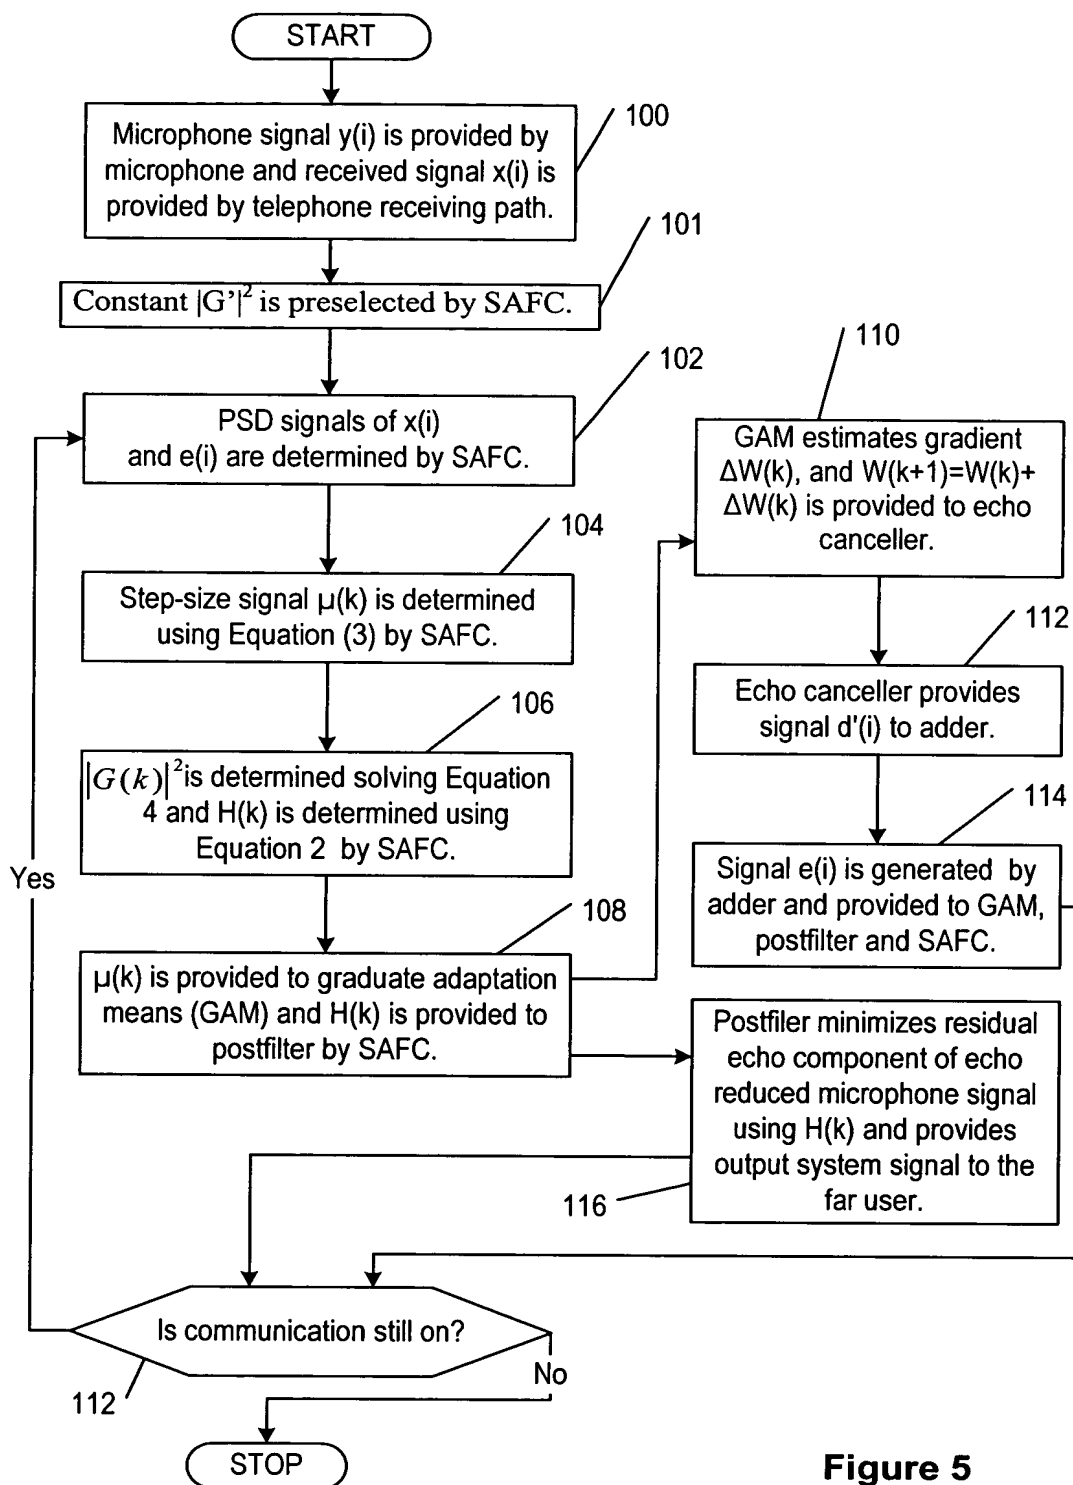 START
100
Microphone signal y(i) is provided by
microphone and received signal x(i) is
provided by telephone receiving path.
101
Constant |G’|² is preselected by SAFC.
102
PSD signals of x(i)
and e(i) are determined by SAFC.
104
Step-size signal μ(k) is determined
using Equation (3) by SAFC.
106
|G(k)|² is determined solving Equation
4 and H(k) is determined using
Equation 2 by SAFC.
108
μ(k) is provided to graduate adaptation
means (GAM) and H(k) is provided to
postfilter by SAFC.
110
GAM estimates gradient
ΔW(k), and W(k+1)=W(k)+
ΔW(k) is provided to echo
canceller.
112
Echo canceller provides
signal d'(i) to adder.
114
Signal e(i) is generated by
adder and provided to GAM,
postfilter and SAFC.
Postfiler minimizes residual
echo component of echo
reduced microphone signal
using H(k) and provides
output system signal to the
far user.
116
Yes
Is communication still on?
112
No
STOP
Figure 5